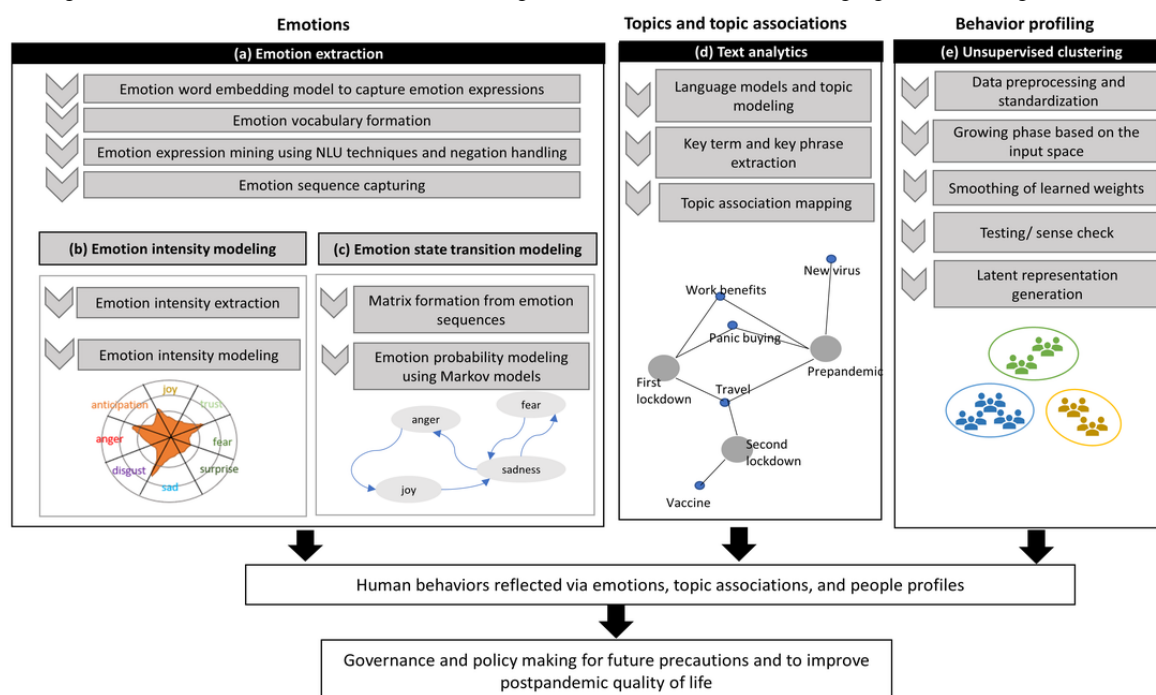 Emotions
(a) Emotion extraction
Emotion word embedding model to capture emotion expressions
Emotion vocabulary formation
Emotion expression mining using NLU techniques and negation handling
Emotion sequence capturing
(b) Emotion intensity modeling
Emotion intensity extraction
Emotion intensity modeling
joy
trust
fear
surprise
sad
disgust
anger
anticipation
(c) Emotion state transition modeling
Matrix formation from emotion
sequences
Emotion probability modeling
using Markov models
fear
anger
sadness
joy
Topics and topic associations
(d) Text analytics
Language models and topic
modeling
Key term and key phrase
extraction
Topic association mapping
New virus
Work benefits
Panic buying
Prepandemic
First
lockdown
Travel
Second
lockdown
Vaccine
Behavior profiling
(e) Unsupervised clustering
Data preprocessing and
standardization
Growing phase based on the
input space
Smoothing of learned weights
Testing/ sense check
Latent representation
generation
Human behaviors reflected via emotions, topic associations, and people profiles
Governance and policy making for future precautions and to improve
postpandemic quality of life